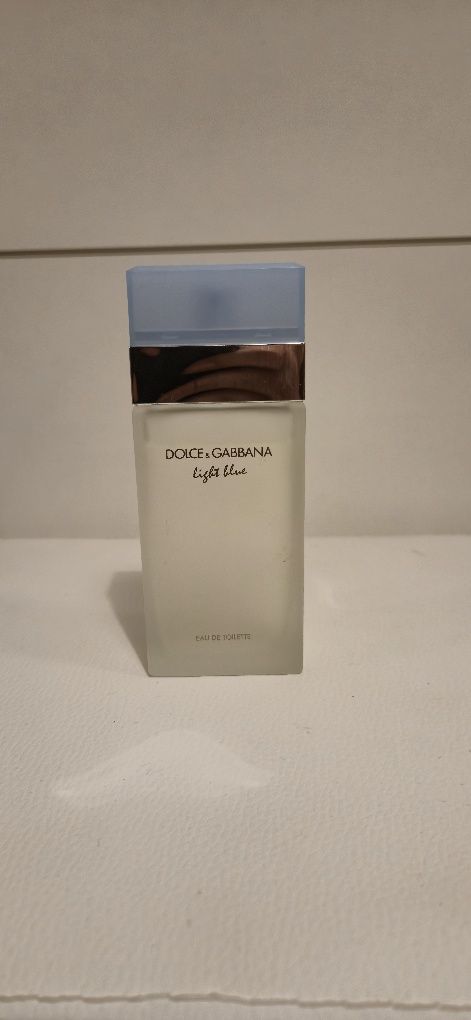 DOLCE & GABBANA
light blue
EAU DE TOILETTE